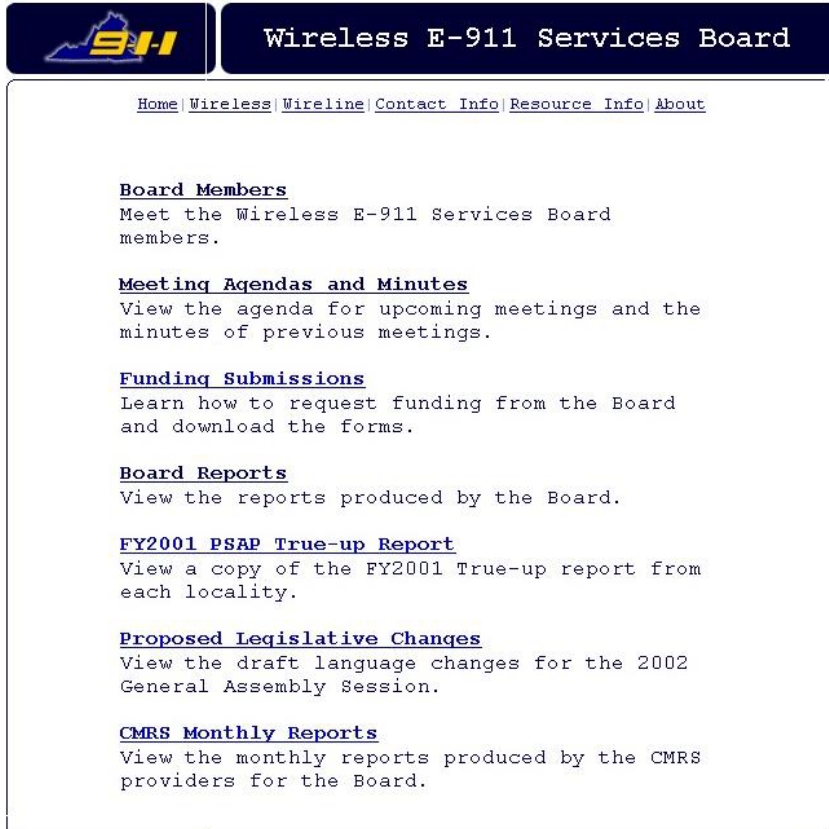 911 Wireless E-911 Services Board
Home|Wireless|Wireline|Contact Info|Resource Info|About
Board Members
Meet the Wireless E-911 Services Board
members.
Meeting Agendas and Minutes
View the agenda for upcoming meetings and the
minutes of previous meetings.
Funding Submissions
Learn how to request funding from the Board
and download the forms.
Board Reports
View the reports produced by the Board.
FY2001 PSAP True-up Report
View a copy of the FY2001 True-up report from
each locality.
Proposed Legislative Changes
View the draft language changes for the 2002
General Assembly Session.
CMRS Monthly Reports
View the monthly reports produced by the CMRS
providers for the Board.